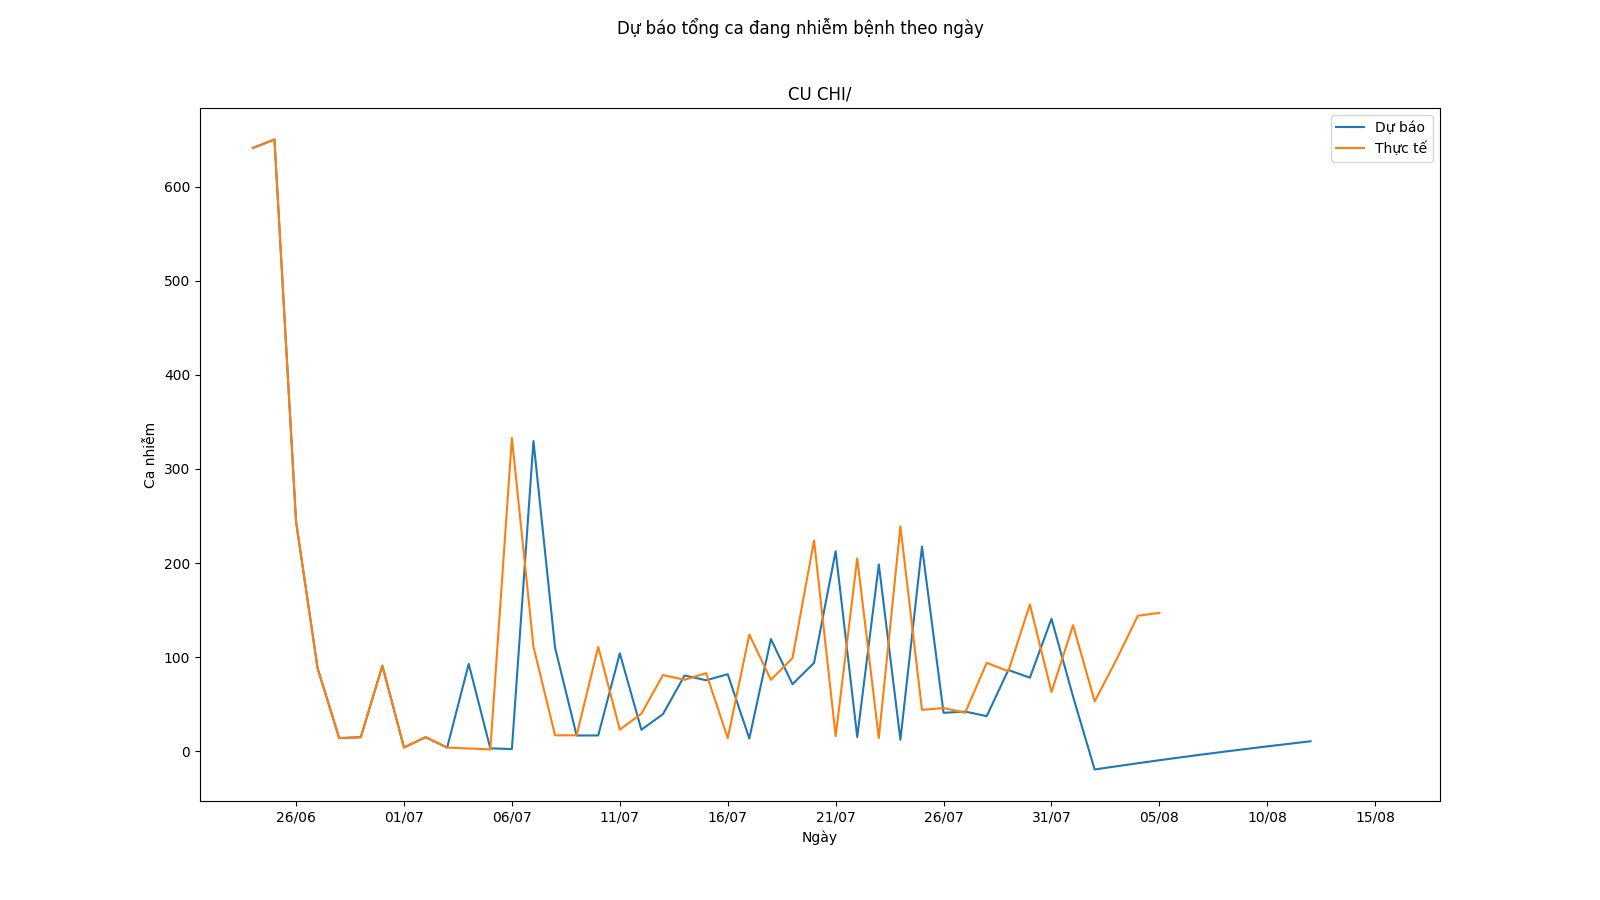 Dự báo tổng ca đang nhiễm bệnh theo ngày
CU CHI/
Dự báo
Thực tế
600
500
400
300
200
100
0
Ca nhiễm
26/06 01/07 06/07 11/07 16/07 21/07 26/07 31/07 05/08 10/08 15/08
Ngày